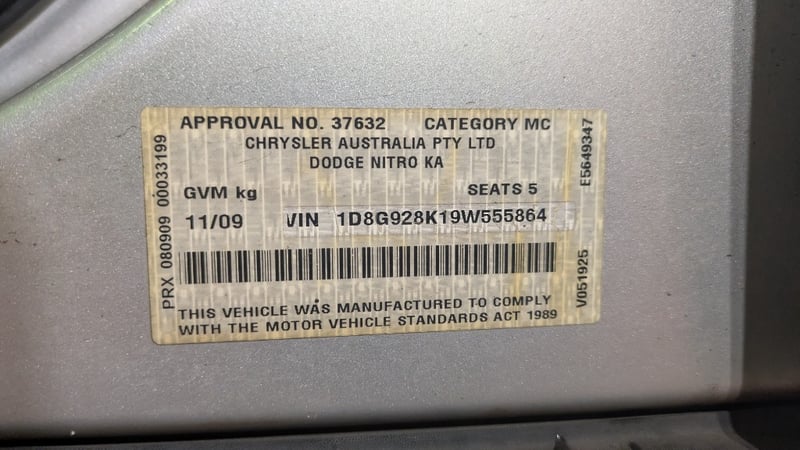 APPROVAL NO. 37632 CATEGORY MC
CHRYSLER AUSTRALIA PTY LTD
DODGE NITRO KA
GVM kg SEATS 5
11/09 VIN 1D8G928K19W555864
THIS VEHICLE WAS MANUFACTURED TO COMPLY
WITH THE MOTOR VEHICLE STANDARDS ACT 1989
PRX 080909 00033199
E5649347
V051925